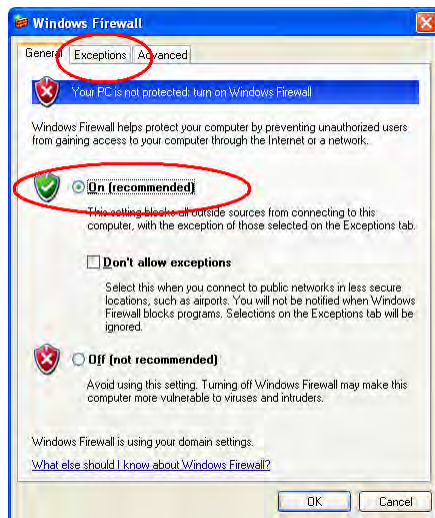 Windows Firewall
General Exceptions Advanced
Your PC is not protected: turn on Windows Firewall
Windows Firewall helps protect your computer by preventing unauthorized users
from gaining access to your computer through the Internet or a network.
On (recommended)
This setting blocks all outside sources from connecting to this
computer, with the exception of those selected on the Exceptions tab.
Don't allow exceptions
Select this when you connect to public networks in less secure
locations, such as airports. You will not be notified when Windows
Firewall blocks programs. Selections on the Exceptions tab will be
ignored.
Off (not recommended)
Avoid using this setting. Turning off Windows Firewall may make this
computer more vulnerable to viruses and intruders.
Windows Firewall is using your domain settings.
What else should I know about Windows Firewall?
OK Cancel